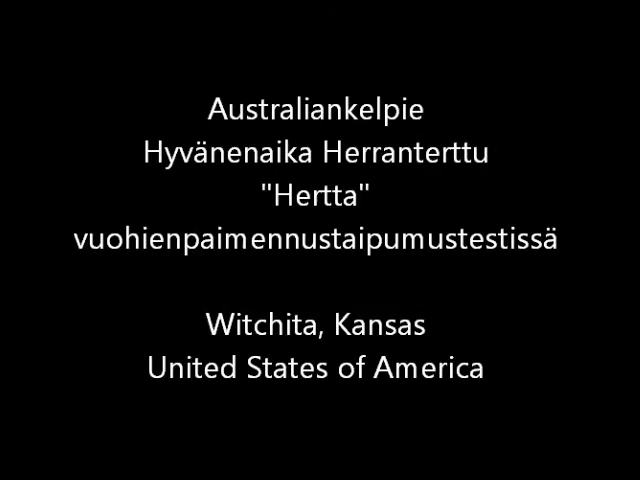 Australiankelpie
Hyvänenaika Herranterttu
"Hertta"
vuohienpaimennustaipumustestissä
Witchita, Kansas
United States of America